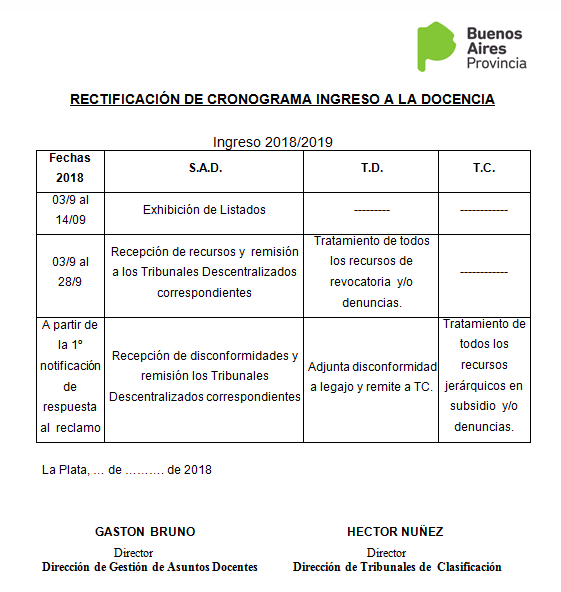 Buenos
Aires
Provincia
RECTIFICACIÓN DE CRONOGRAMA INGRESO A LA DOCENCIA
Ingreso 2018/2019
Fechas
2018
S.A.D.
T.D.
T.C.
03/9 al
14/09
Exhibición de Listados
---------
------------
03/9 al
28/9
Recepción de recursos y remisión
a los Tribunales Descentralizados
correspondientes
Tratamiento de todos
los recursos de
revocatoria y/o
denuncias.
------------
A partir de
la 1º
notificación
de
respuesta
al reclamo
Recepción de disconformidades y
remisión los Tribunales
Descentralizados correspondientes
Adjunta disconformidad
a legajo y remite a TC.
Tratamiento de
todos los
recursos
jerárquicos en
subsidio y/o
denuncias.
La Plata, … de ………. de 2018
GASTON BRUNO
Director
Dirección de Gestión de Asuntos Docentes
HECTOR NUÑEZ
Director
Dirección de Tribunales de Clasificación